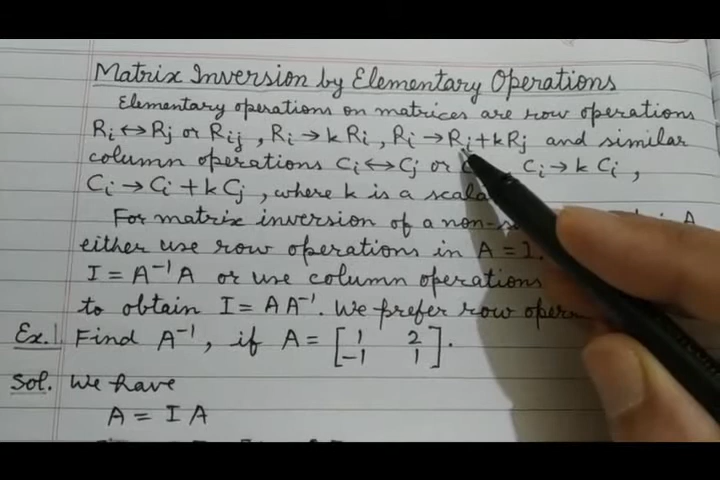 Matrix Inversion by Elementary Operations
Elementary operations on matrices are row operations
Ri ↔ Rj or Rij, Ri → k Ri, Ri → Ri + k Rj and similar
column operations Ci ↔ Cj or , Ci → k Ci,
Ci → Ci + k Cj, where k is a
For matrix inversion of a A
either use row operations in A =
I = A⁻¹ A or use column operations
to obtain I = A A⁻¹. We prefer row
Ex. 1. Find A⁻¹, if A = [1 2
-1 1].
Sol. We have
A = I A